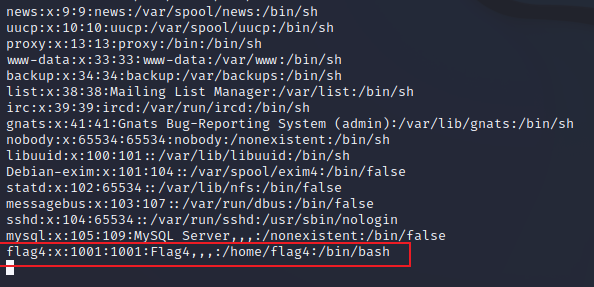 news:x:9:9:news:/var/spool/news:/bin/sh
uucp:x:10:10:uucp:/var/spool/uucp:/bin/sh
proxy:x:13:13:proxy:/bin:/bin/sh
www-data:x:33:33:www-data:/var/www:/bin/sh
backup:x:34:34:backup:/var/backups:/bin/sh
list:x:38:38:Mailing List Manager:/var/list:/bin/sh
irc:x:39:39:ircd:/var/run/ircd:/bin/sh
gnats:x:41:41:Gnats Bug-Reporting System (admin):/var/lib/gnats:/bin/sh
nobody:x:65534:65534:nobody:/nonexistent:/bin/sh
libuuid:x:100:101::/var/lib/libuuid:/bin/sh
Debian-exim:x:101:104::/var/spool/exim4:/bin/false
statd:x:102:65534::/var/lib/nfs:/bin/false
messagebus:x:103:107::/var/run/dbus:/bin/false
sshd:x:104:65534::/var/run/sshd:/usr/sbin/nologin
mysql:x:105:109:MySQL Server,,,:/nonexistent:/bin/false
flag4:x:1001:1001:Flag4,,,:/home/flag4:/bin/bash